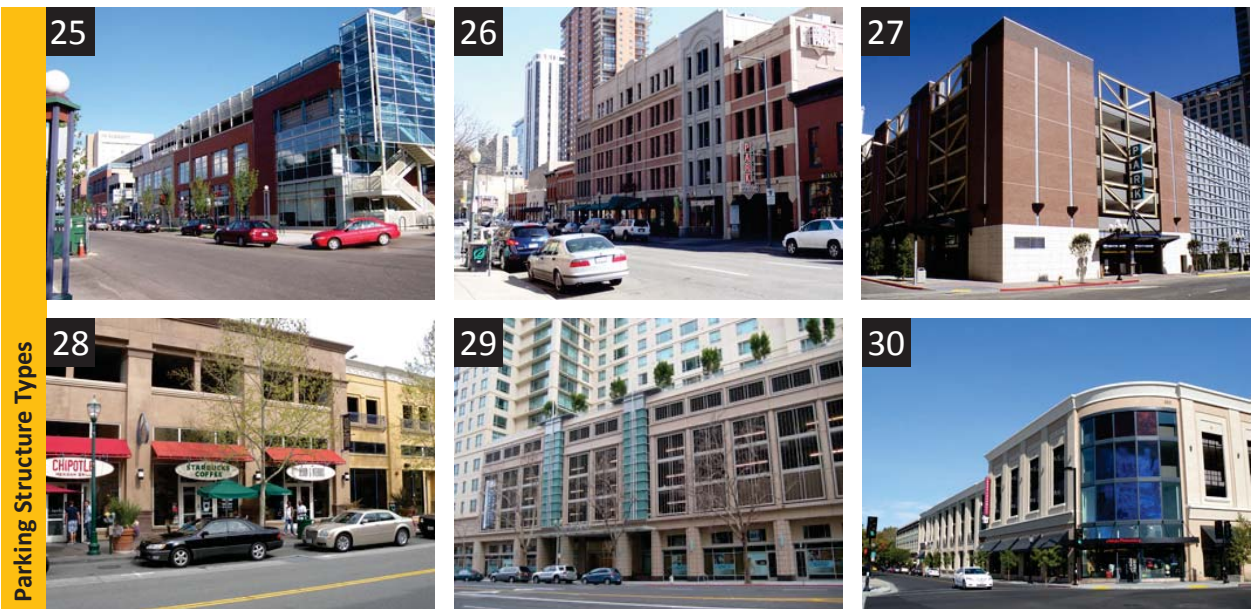 Parking Structure Types
25
26
PARK
27
PARK
28
CHIPOTLE
STARBUCKS
COFFEE
29
30